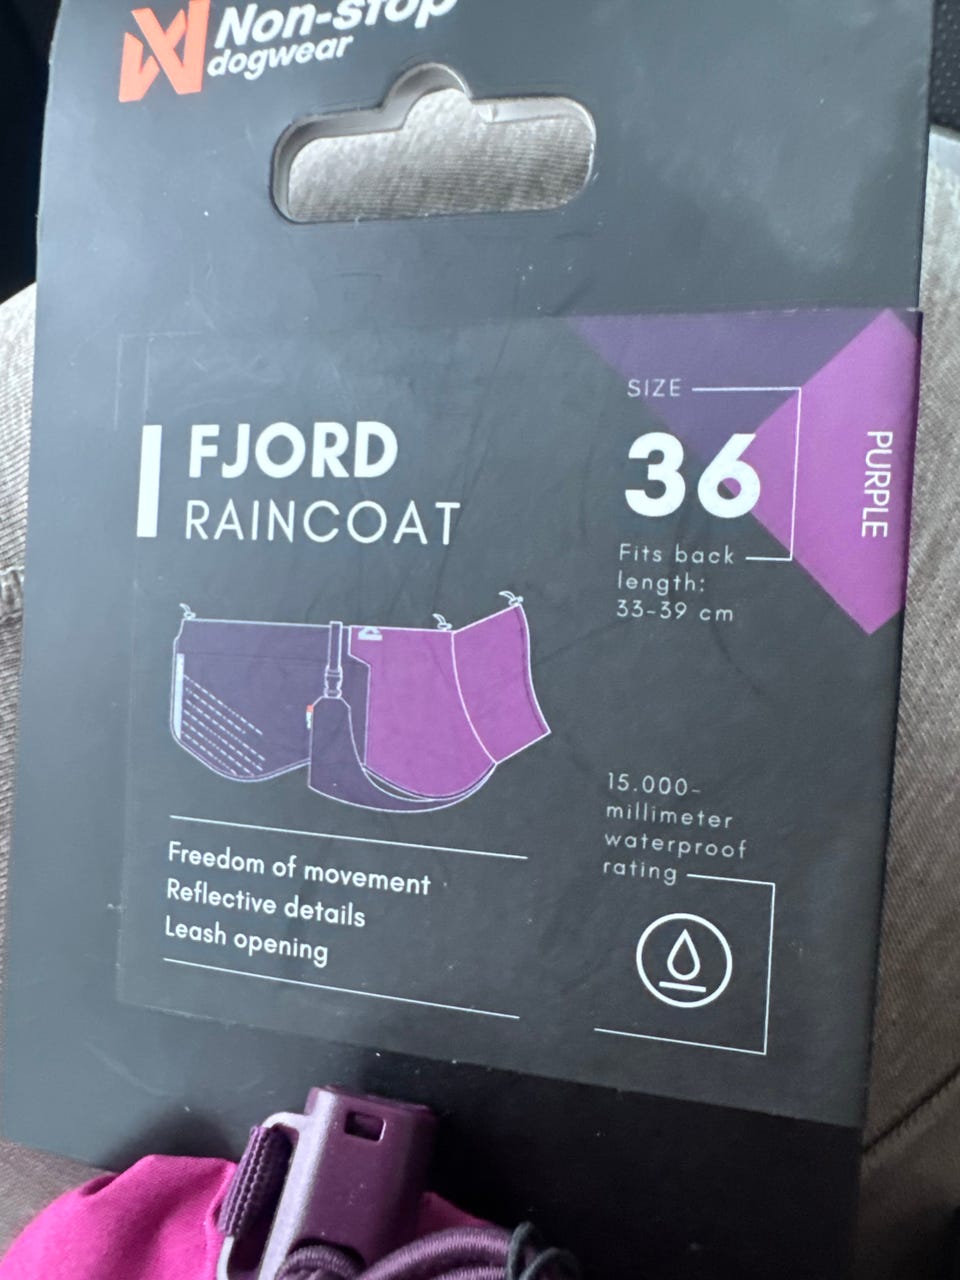 Non-stop
dogwear
SIZE
36
PURPLE
FJORD
RAINCOAT
Fits back
length:
33-39 cm
15.000-
millimeter
waterproof
rating
Freedom of movement
Reflective details
Leash opening